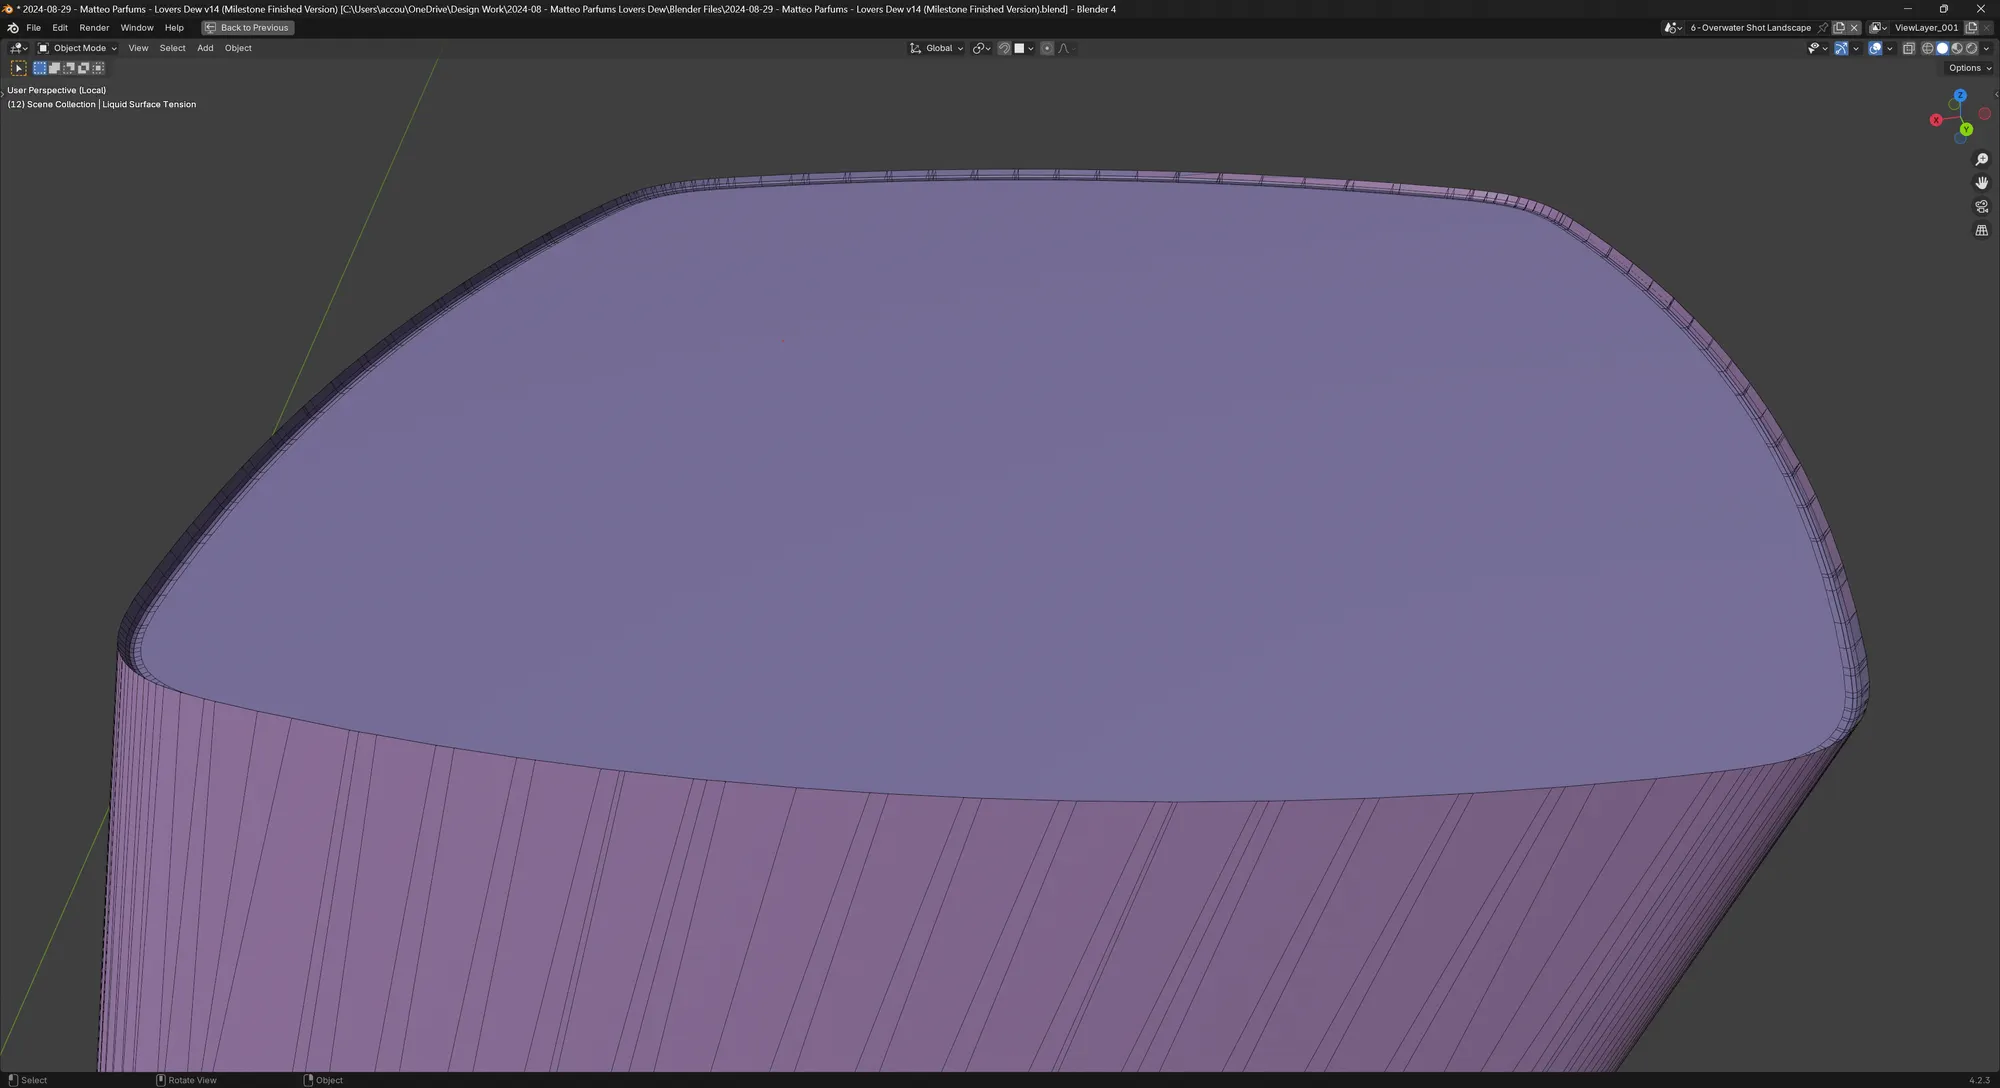 * 2024-08-29 - Matteo Parfums - Lovers Dew v14 (Milestone Finished Version) [C:\Users\accou\OneDrive\Design Work\2024-08 - Matteo Parfums Lovers Dew\Blender Files\2024-08-29 - Matteo Parfums - Lovers Dew v14 (Milestone Finished Version).blend] - Blender 4
File Edit Render Window Help Back to Previous 6 - Overwater Shot Landscape ViewLayer_001
Object Mode View Select Add Object Global
Options
User Perspective (Local)
(12) Scene Collection | Liquid Surface Tension
Z
X
Y
Select Rotate View Object 4.2.3